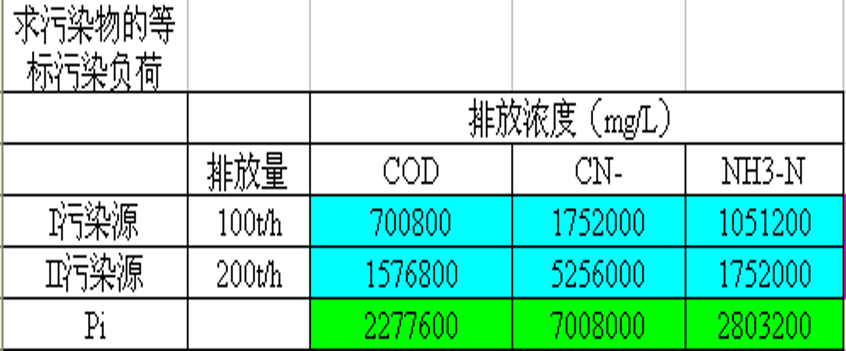 求污染物的等
标污染负荷
排放浓度（mg/L）
排放量 COD CN- NH3-N
I污染源 100t/h 700800 1752000 1051200
II污染源 200t/h 1576800 5256000 1752000
Pi 2277600 7008000 2803200